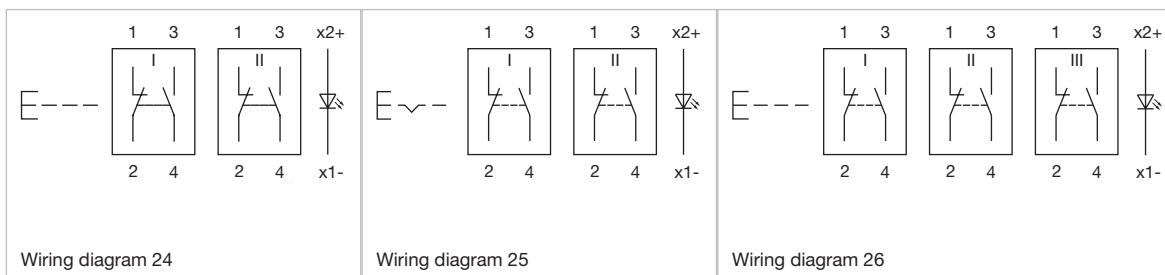 1 3 1 3 x2+
I II
2 4 2 4 x1-
Wiring diagram 24
1 3 1 3 x2+
I II
2 4 2 4 x1-
Wiring diagram 25
1 3 1 3 1 3 x2+
I II III
2 4 2 4 2 4 x1-
Wiring diagram 26